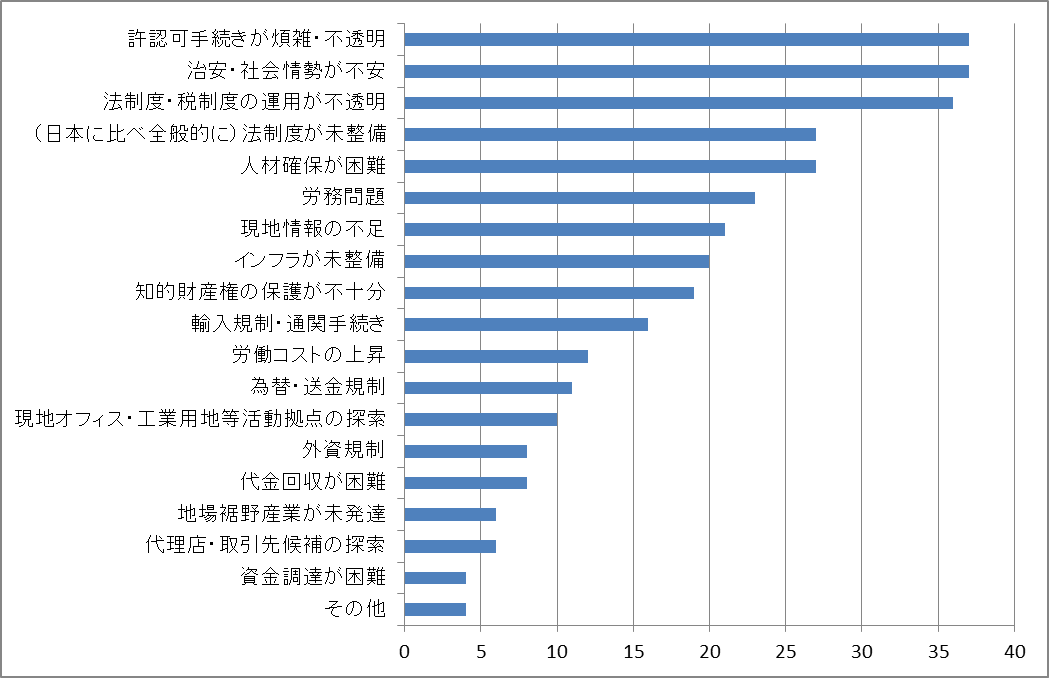 許認可手続きが煩雑・不透明
治安・社会情勢が不安
法制度・税制度の運用が不透明
（日本に比べ全般的に）法制度が未整備
人材確保が困難
労務問題
現地情報の不足
インフラが未整備
知的財産権の保護が不十分
輸入規制・通関手続き
労働コストの上昇
為替・送金規制
現地オフィス・工業用地等活動拠点の探索
外資規制
代金回収が困難
地場裾野産業が未発達
代理店・取引先候補の探索
資金調達が困難
その他
0 5 10 15 20 25 30 35 40